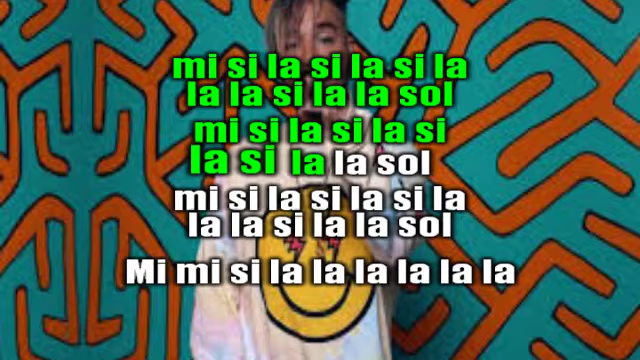 mi si la si la si la
la la si la la sol
mi si la si la si
la si la la sol
mi si la si la si la
la la si la la sol
Mi mi si la la la la la la